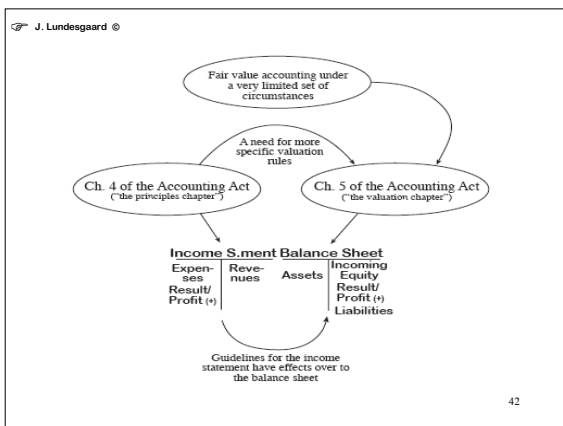 ☞ J. Lundesgaard ©
Fair value accounting under
a very limited set of
circumstances
A need for more
specific valuation
rules
Ch. 4 of the Accounting Act
("the principles chapter")
Ch. 5 of the Accounting Act
("the valuation chapter")
Income S.ment Balance Sheet
Expen-
ses
Result/
Profit (+)
Reve-
nues
Assets
Incoming
Equity
Result/
Profit (+)
Liabilities
Guidelines for the income
statement have effects over to
the balance sheet
42